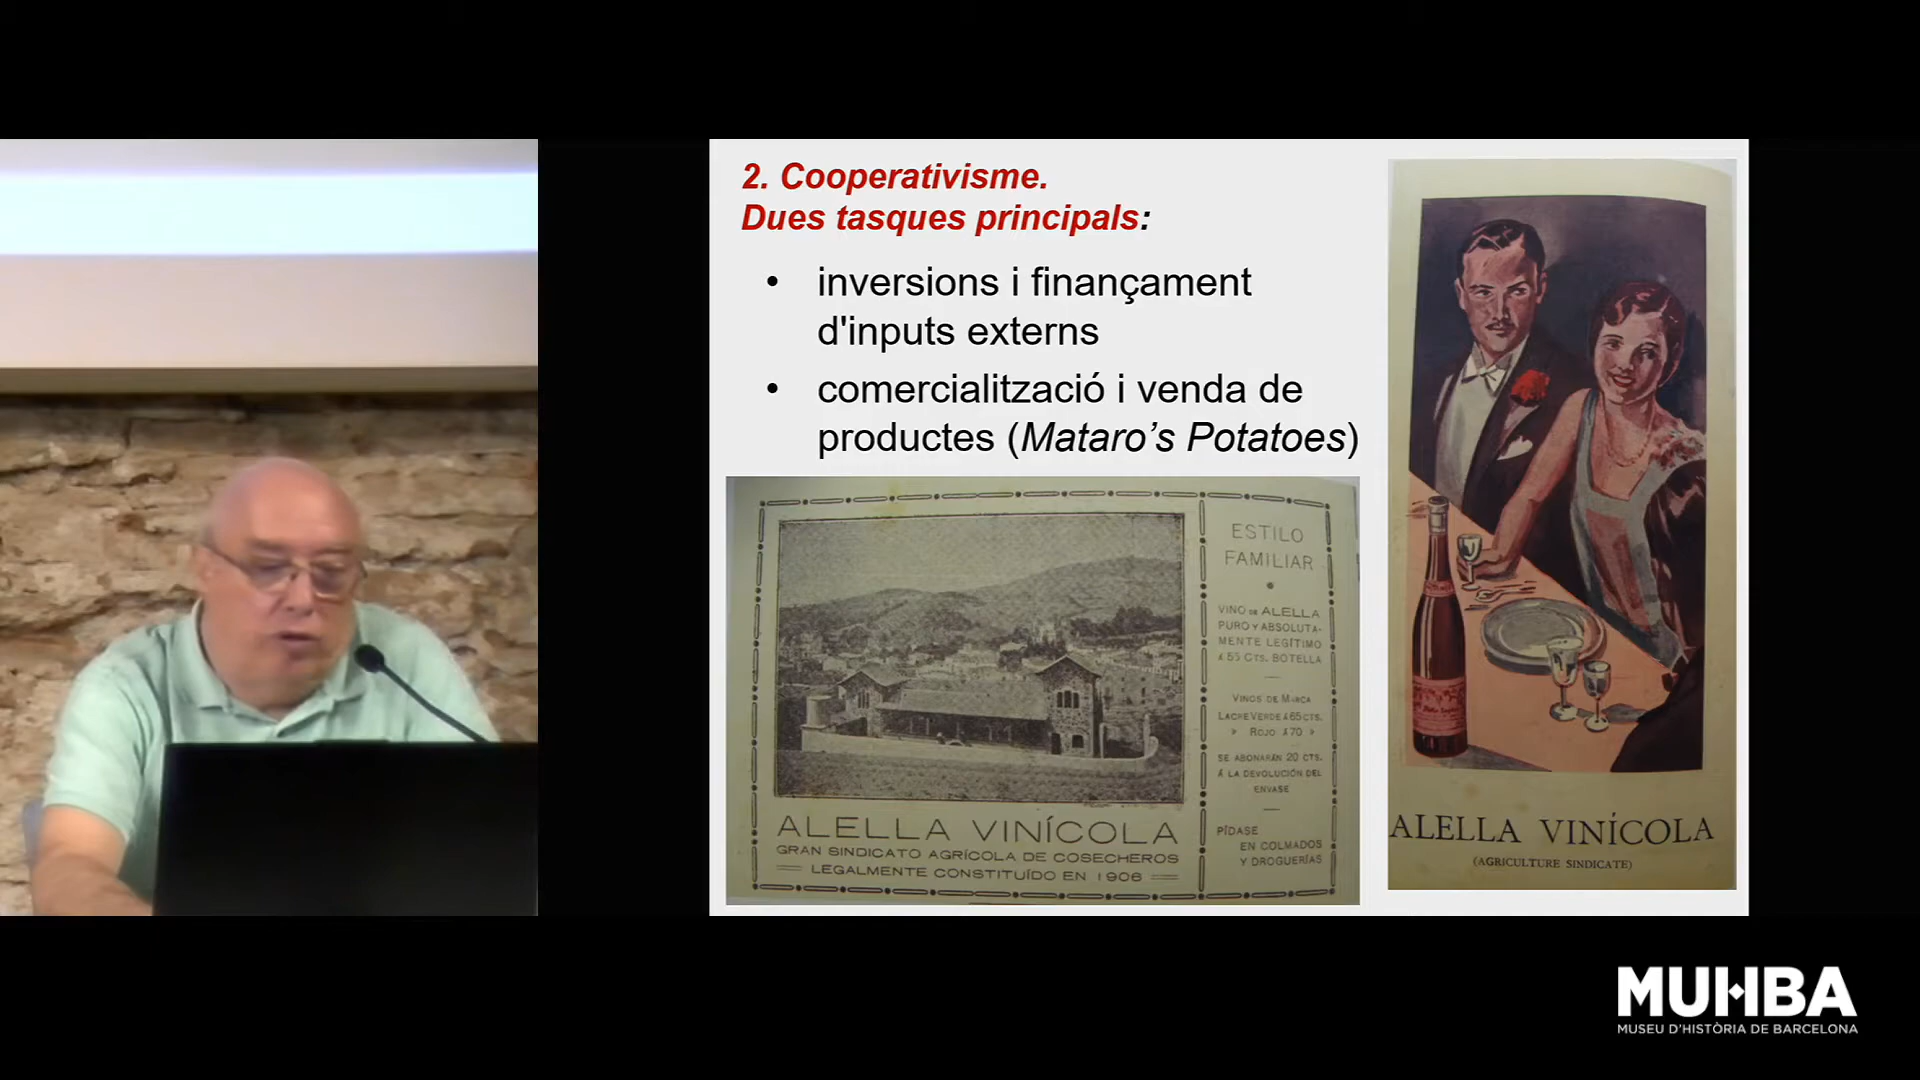 2. Cooperativisme.
Dues tasques principals:
• inversions i finançament
d'inputs externs
• comercialització i venda de
productes (Mataro’s Potatoes)
ALELLA VINÍCOLA
GRAN SINDICATO AGRÍCOLA DE COSECHEROS
LEGALMENTE CONSTITUÍDO EN 1906
ESTILO
FAMILIAR
VINO DE ALELLA
PURO Y ABSOLUTA-
MENTE LEGÍTIMO
Á 55 CTS. BOTELLA
VINOS DE MARCA
LACRE VERDE Á 65 CTS.
» ROJO Á 70 »
SE ABONARÁN 20 CTS.
Á LA DEVOLUCIÓN DEL
ENVASE
PÍDASE
EN COLMADOS
Y DROGUERÍAS
ALELLA VINÍCOLA
(AGRICULTURE SINDICATE)
MUHBA
MUSEU D'HISTÒRIA DE BARCELONA